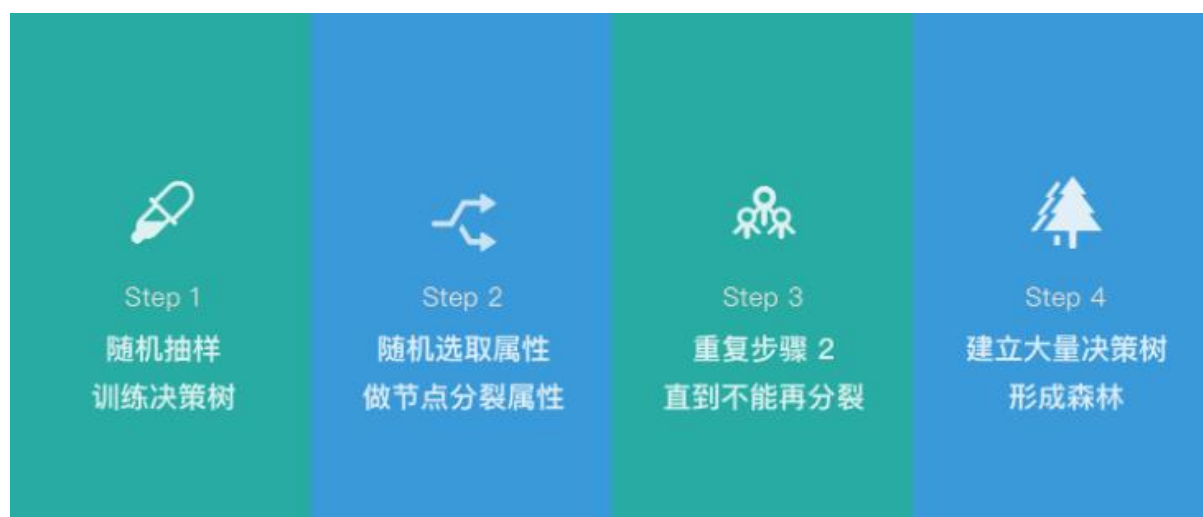 Step 1
随机抽样
训练决策树
Step 2
随机选取属性
做节点分裂属性
Step 3
重复步骤 2
直到不能再分裂
Step 4
建立大量决策树
形成森林